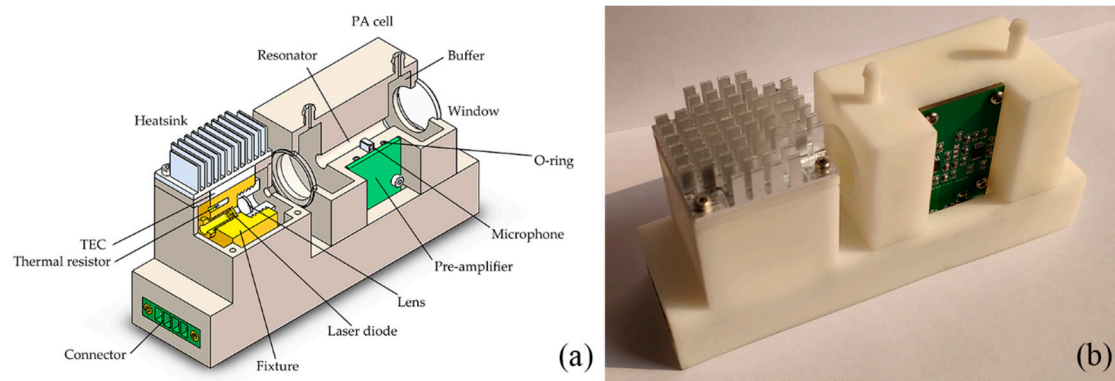 PA cell
Resonator
Buffer
Window
Heatsink
O-ring
TEC
Thermal resistor
Microphone
Pre-amplifier
Lens
Laser diode
Connector
Fixture
(a)
(b)